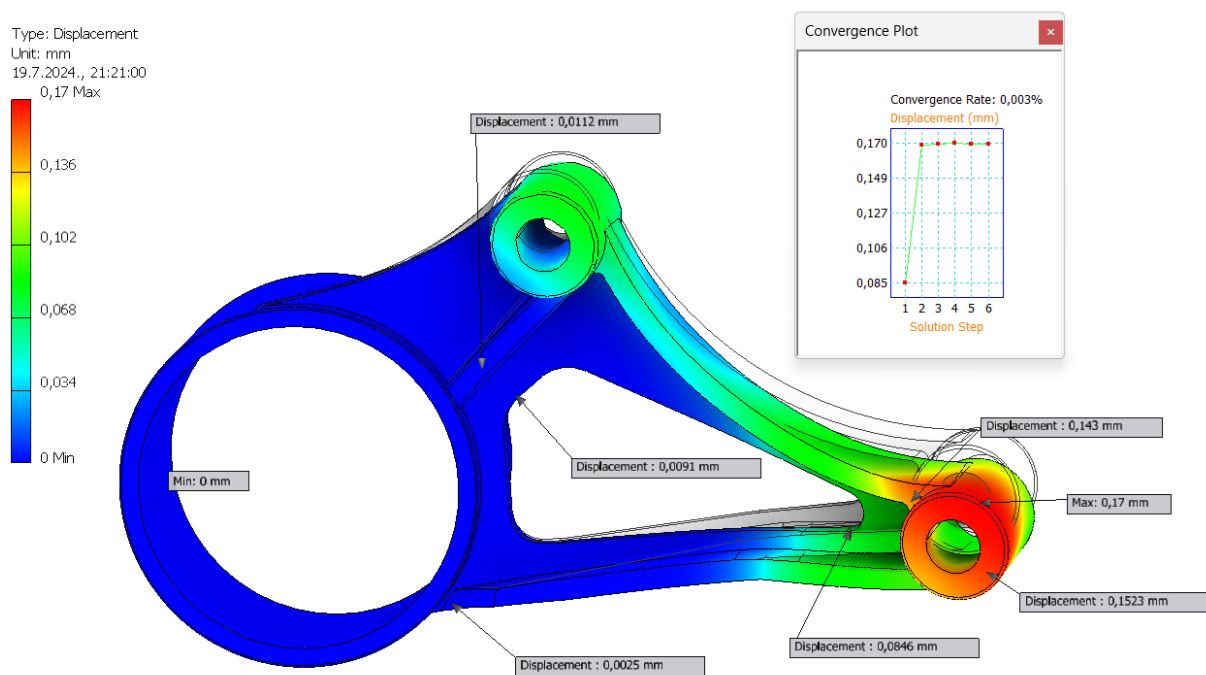 Type: Displacement
Unit: mm
19.7.2024., 21:21:00
0,17 Max
0,136
0,102
0,068
0,034
0 Min
Displacement : 0,0112 mm
Convergence Plot
Convergence Rate: 0,003%
Displacement (mm)
0,170
0,149
0,127
0,106
0,085
1 2 3 4 5 6
Solution Step
Displacement : 0,143 mm
Displacement : 0,0091 mm
Min: 0 mm
Max: 0,17 mm
Displacement : 0,1523 mm
Displacement : 0,0846 mm
Displacement : 0,0025 mm